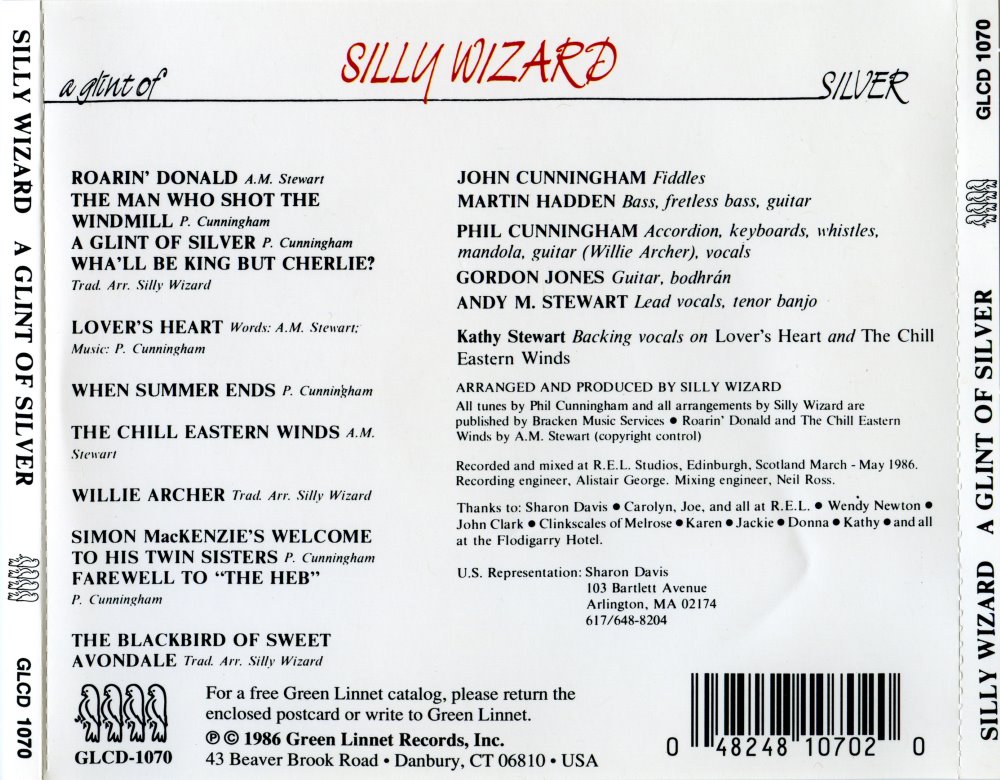 SILLY WIZARD A GLINT OF SILVER
GLCD 1070
a glint of
SILLY WIZARD
SILVER
ROARIN' DONALD A.M. Stewart
THE MAN WHO SHOT THE
WINDMILL P. Cunningham
A GLINT OF SILVER P. Cunningham
WHA'LL BE KING BUT CHERLIE?
Trad. Arr. Silly Wizard
LOVER'S HEART Words: A.M. Stewart;
Music: P. Cunningham
WHEN SUMMER ENDS P. Cunningham
THE CHILL EASTERN WINDS A.M.
Stewart
WILLIE ARCHER Trad. Arr. Silly Wizard
SIMON MacKENZIE'S WELCOME
TO HIS TWIN SISTERS P. Cunningham
FAREWELL TO "THE HEB"
P. Cunningham
THE BLACKBIRD OF SWEET
AVONDALE Trad. Arr. Silly Wizard
JOHN CUNNINGHAM Fiddles
MARTIN HADDEN Bass, fretless bass, guitar
PHIL CUNNINGHAM Accordion, keyboards, whistles,
mandola, guitar (Willie Archer), vocals
GORDON JONES Guitar, bodhrán
ANDY M. STEWART Lead vocals, tenor banjo
Kathy Stewart Backing vocals on Lover's Heart and The Chill
Eastern Winds
ARRANGED AND PRODUCED BY SILLY WIZARD
All tunes by Phil Cunningham and all arrangements by Silly Wizard are
published by Bracken Music Services • Roarin' Donald and The Chill Eastern
Winds by A.M. Stewart (copyright control)
Recorded and mixed at R.E.L. Studios, Edinburgh, Scotland March - May 1986.
Recording engineer, Alistair George. Mixing engineer, Neil Ross.
Thanks to: Sharon Davis • Carolyn, Joe, and all at R.E.L. • Wendy Newton •
John Clark • Clinkscales of Melrose • Karen • Jackie • Donna • Kathy • and all
at the Flodigarry Hotel.
U.S. Representation: Sharon Davis
103 Bartlett Avenue
Arlington, MA 02174
617/648-8204
GLCD-1070
For a free Green Linnet catalog, please return the
enclosed postcard or write to Green Linnet.
℗ © 1986 Green Linnet Records, Inc.
43 Beaver Brook Road • Danbury, CT 06810 • USA
0 48248 10702 0
GLCD 1070
SILLY WIZARD A GLINT OF SILVER